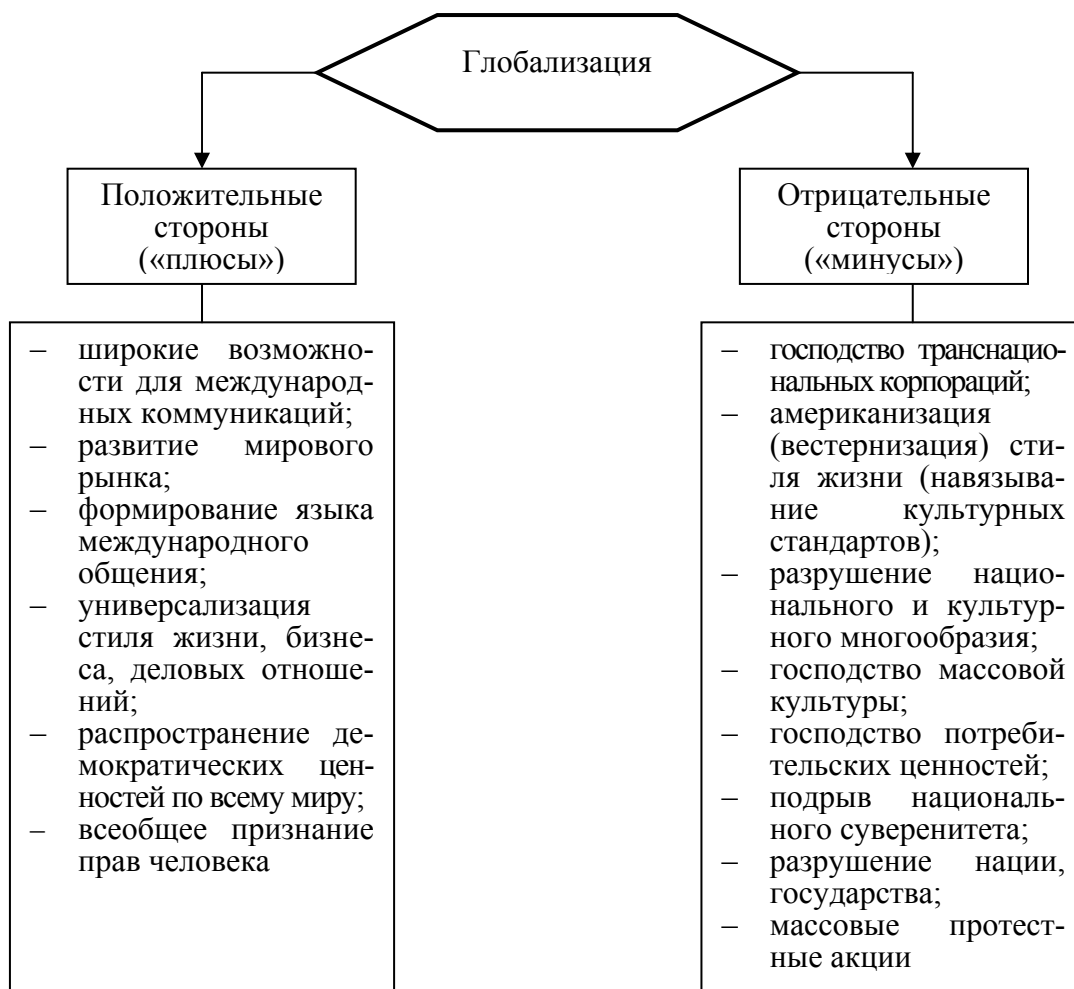 Глобализация
Положительные
стороны
(«плюсы»)
– широкие возможно-
сти для международ-
ных коммуникаций;
– развитие мирового
рынка;
– формирование языка
международного
общения;
– универсализация
стиля жизни, бизне-
са, деловых отноше-
ний;
– распространение де-
мократических цен-
ностей по всему миру;
– всеобщее признание
прав человека
Отрицательные
стороны
(«минусы»)
– господство транснацио-
нальных корпораций;
– американизация
(вестернизация) сти-
ля жизни (навязыва-
ние культурных
стандартов);
– разрушение нацио-
нального и культур-
ного многообразия;
– господство массовой
культуры;
– господство потреби-
тельских ценностей;
– подрыв националь-
ного суверенитета;
– разрушение нации,
государства;
– массовые протест-
ные акции